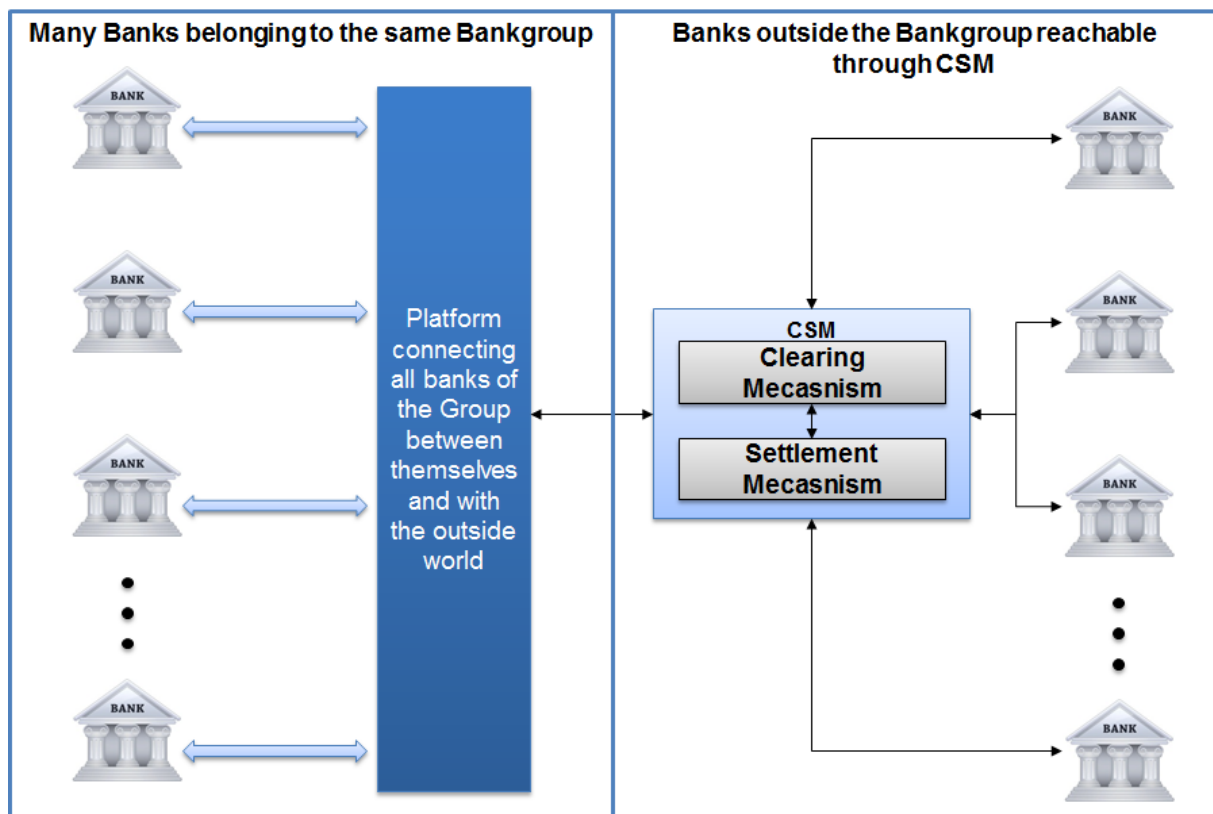 Many Banks belonging to the same Bankgroup
BANK
BANK
BANK
BANK
Platform
connecting
all banks of
the Group
between
themselves
and with
the outside
world
Banks outside the Bankgroup reachable
through CSM
CSM
Clearing
Mecasnism
Settlement
Mecasnism
BANK
BANK
BANK
BANK